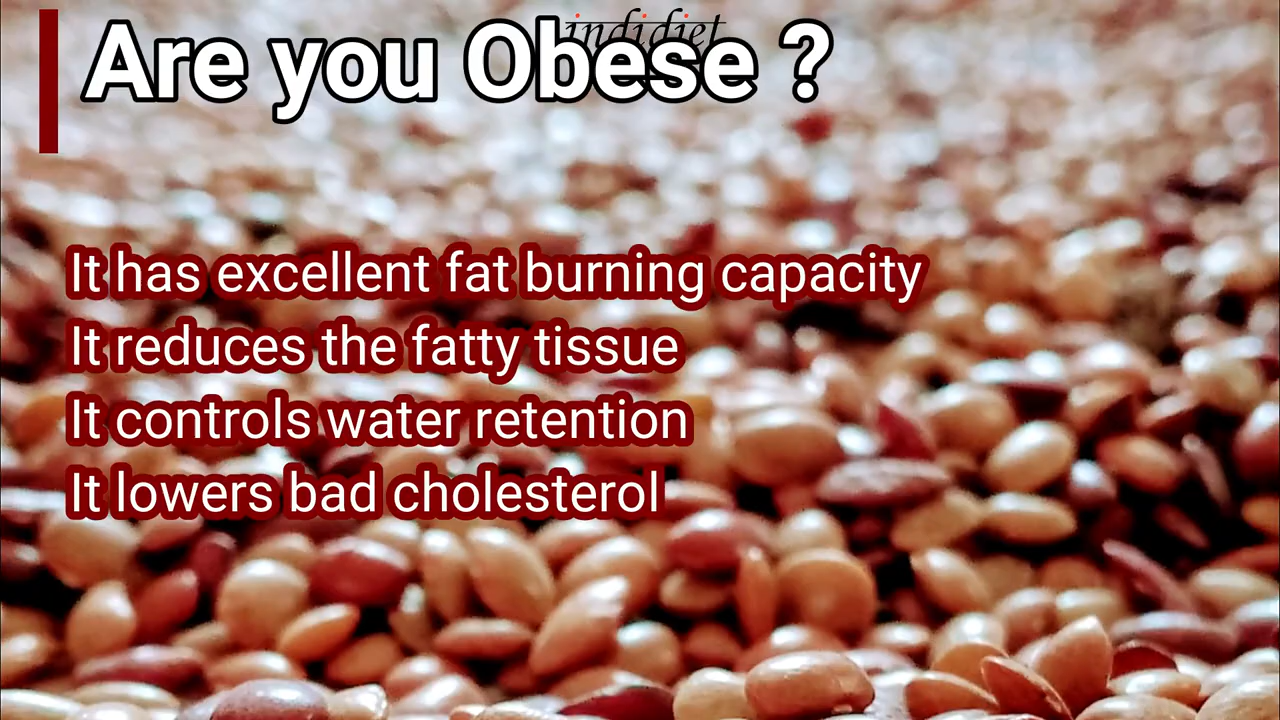 indidiet
Are you Obese ?
It has excellent fat burning capacity
It reduces the fatty tissue
It controls water retention
It lowers bad cholesterol